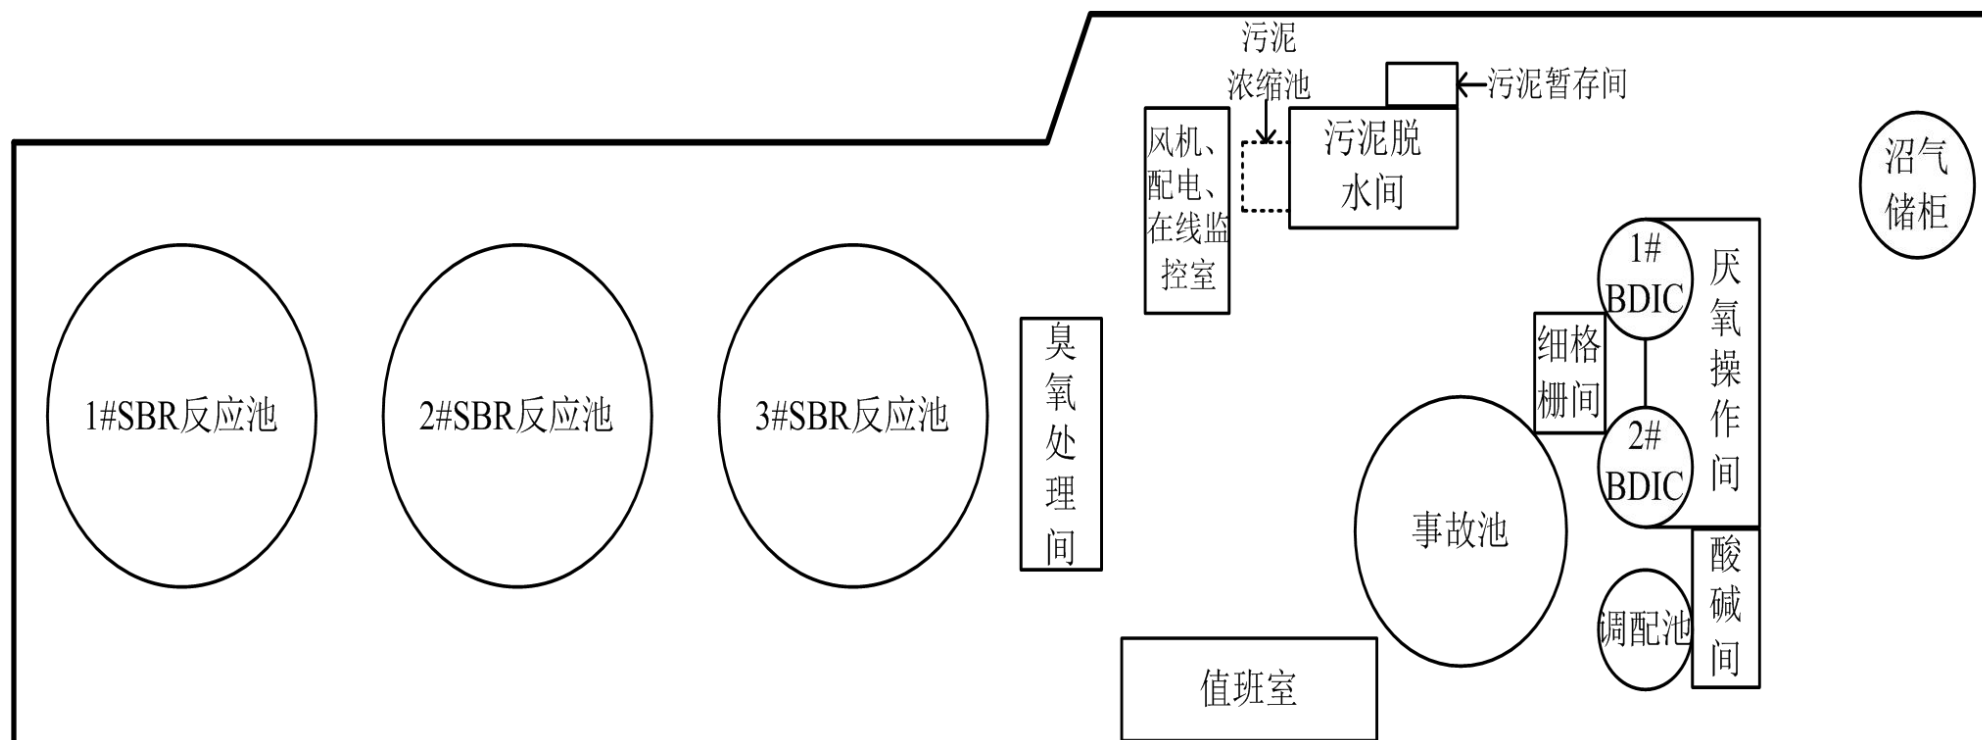 污泥
浓缩池
污泥暂存间
风机、
配电、
在线监
控室
污泥脱
水间
沼气
储柜
1#
BDIC
厌氧操作间
细格
栅间
臭氧处理间
1#SBR反应池
2#SBR反应池
3#SBR反应池
2#
BDIC
事故池
酸碱间
调配池
值班室